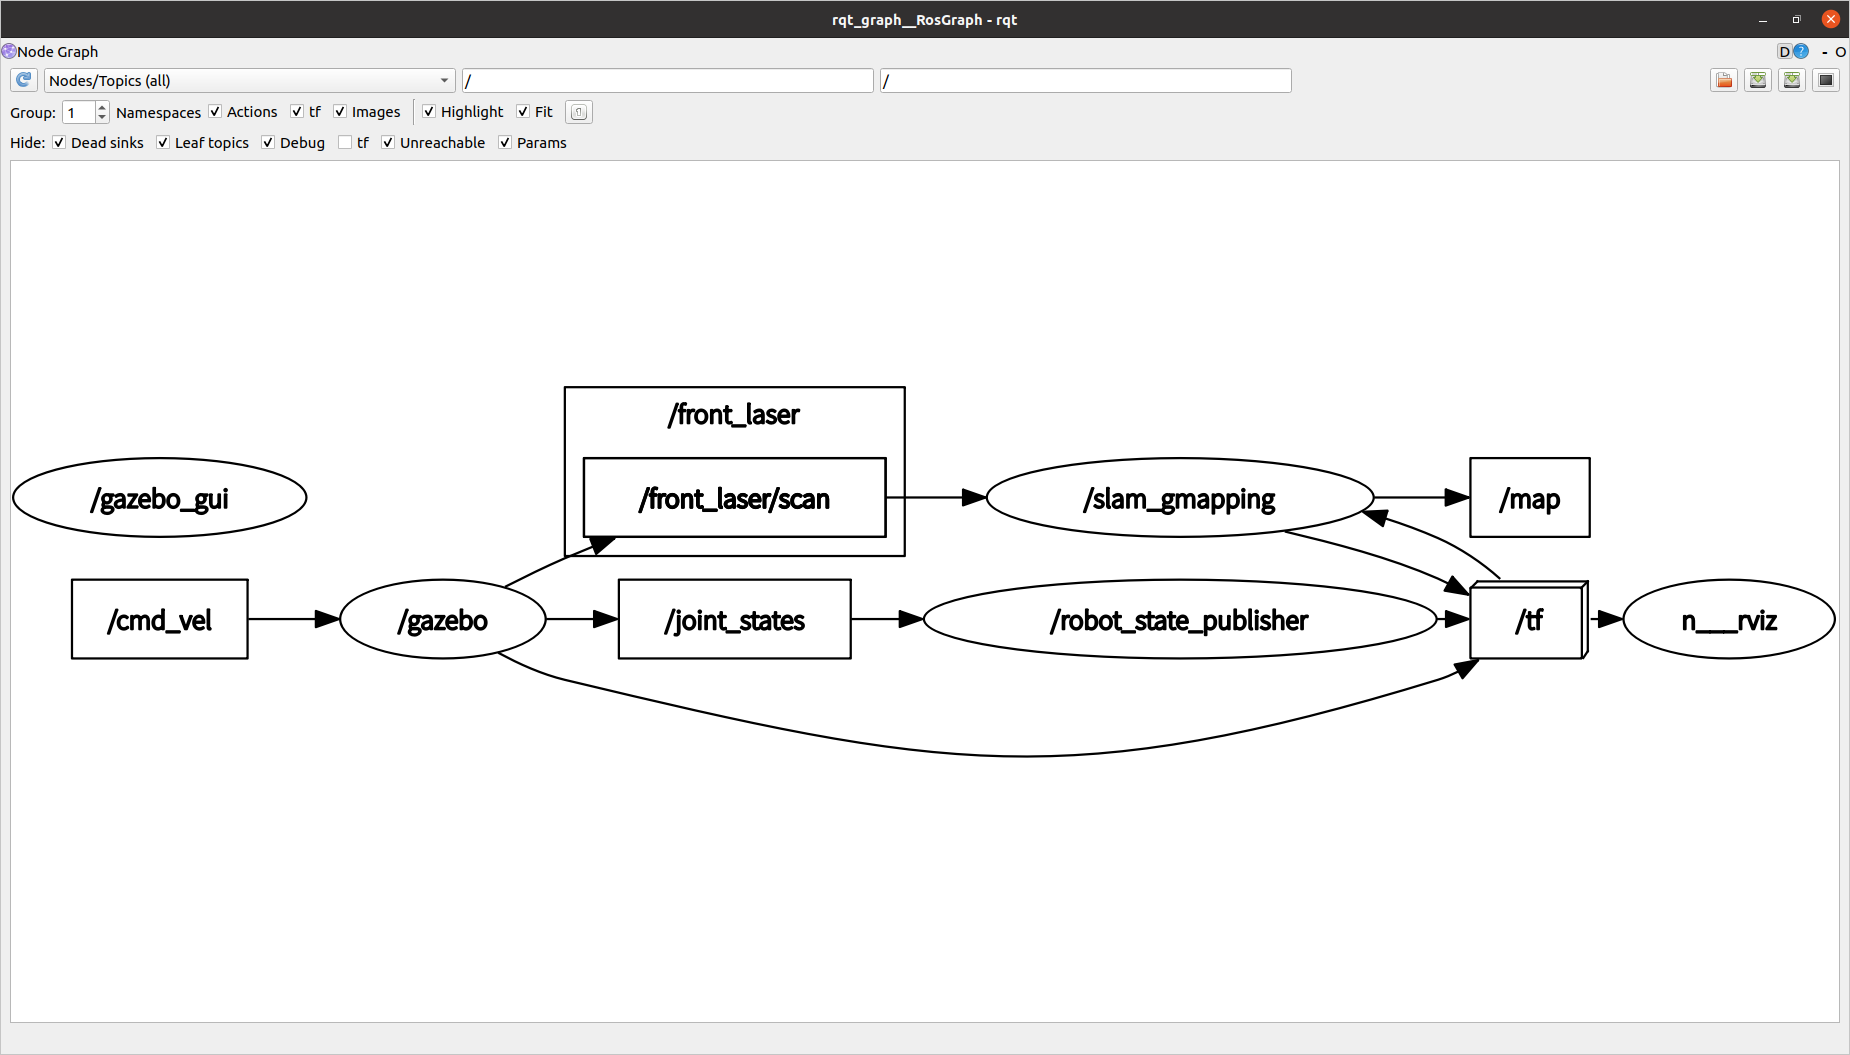 rqt_graph__RosGraph - rqt
Node Graph
D
- O
Nodes/Topics (all)
/
/
Group: 1 Namespaces Actions tf Images Highlight Fit
Hide: Dead sinks Leaf topics Debug tf Unreachable Params
/front_laser
/gazebo_gui
/front_laser/scan
/slam_gmapping
/map
/cmd_vel
/gazebo
/joint_states
/robot_state_publisher
/tf
n___rviz